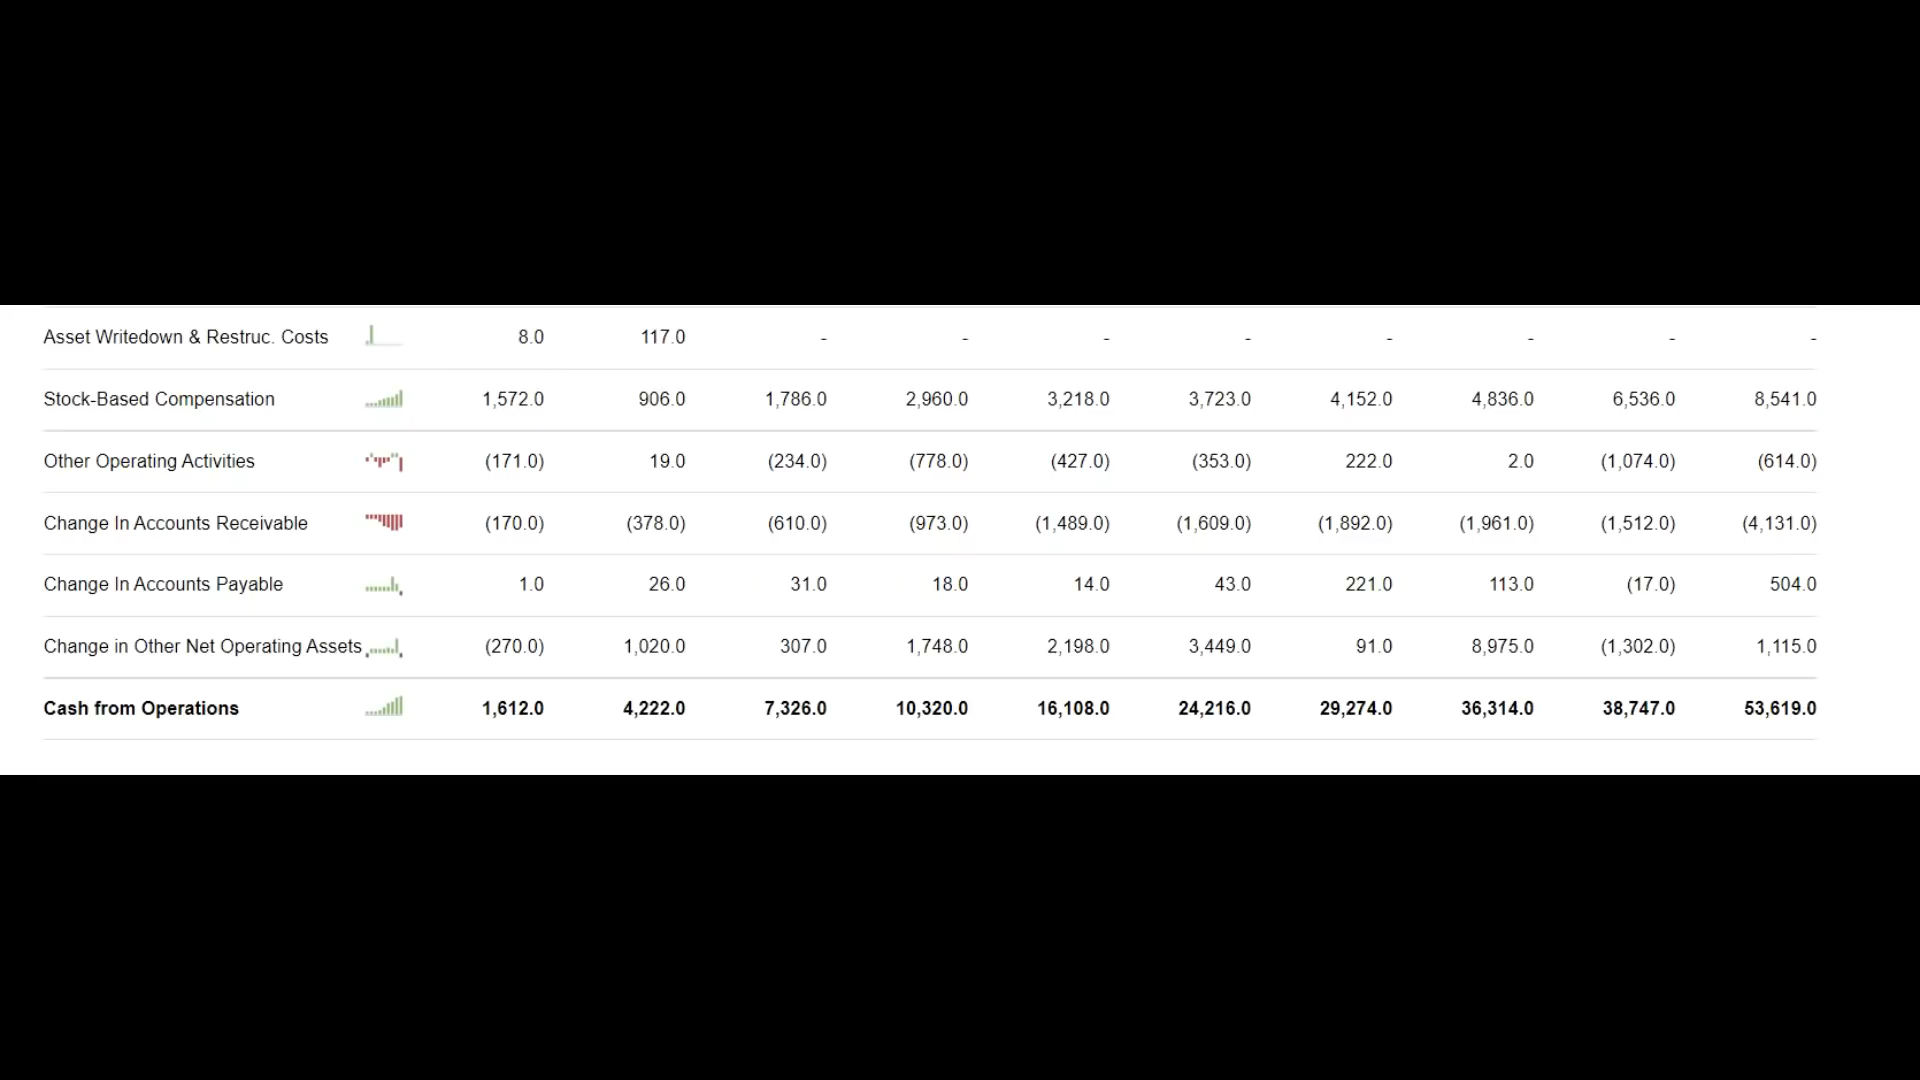 Asset Writedown & Restruc. Costs 8.0 117.0 - - - - - - - -
Stock-Based Compensation 1,572.0 906.0 1,786.0 2,960.0 3,218.0 3,723.0 4,152.0 4,836.0 6,536.0 8,541.0
Other Operating Activities (171.0) 19.0 (234.0) (778.0) (427.0) (353.0) 222.0 2.0 (1,074.0) (614.0)
Change In Accounts Receivable (170.0) (378.0) (610.0) (973.0) (1,489.0) (1,609.0) (1,892.0) (1,961.0) (1,512.0) (4,131.0)
Change In Accounts Payable 1.0 26.0 31.0 18.0 14.0 43.0 221.0 113.0 (17.0) 504.0
Change in Other Net Operating Assets (270.0) 1,020.0 307.0 1,748.0 2,198.0 3,449.0 91.0 8,975.0 (1,302.0) 1,115.0
Cash from Operations 1,612.0 4,222.0 7,326.0 10,320.0 16,108.0 24,216.0 29,274.0 36,314.0 38,747.0 53,619.0